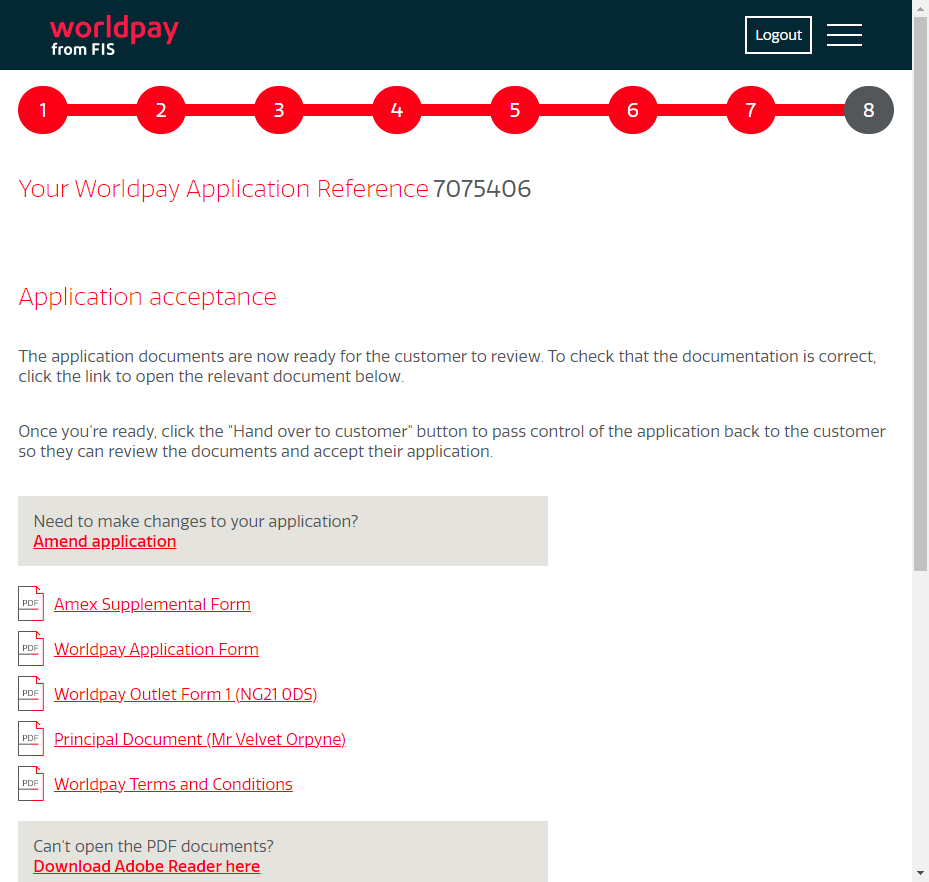 worldpay
from FIS
Logout
1 2 3 4 5 6 7 8
Your Worldpay Application Reference 7075406
Application acceptance
The application documents are now ready for the customer to review. To check that the documentation is correct,
click the link to open the relevant document below.
Once you're ready, click the "Hand over to customer" button to pass control of the application back to the customer
so they can review the documents and accept their application.
Need to make changes to your application?
Amend application
PDF Amex Supplemental Form
PDF Worldpay Application Form
PDF Worldpay Outlet Form 1 (NG21 0DS)
PDF Principal Document (Mr Velvet Orpyne)
PDF Worldpay Terms and Conditions
Can't open the PDF documents?
Download Adobe Reader here